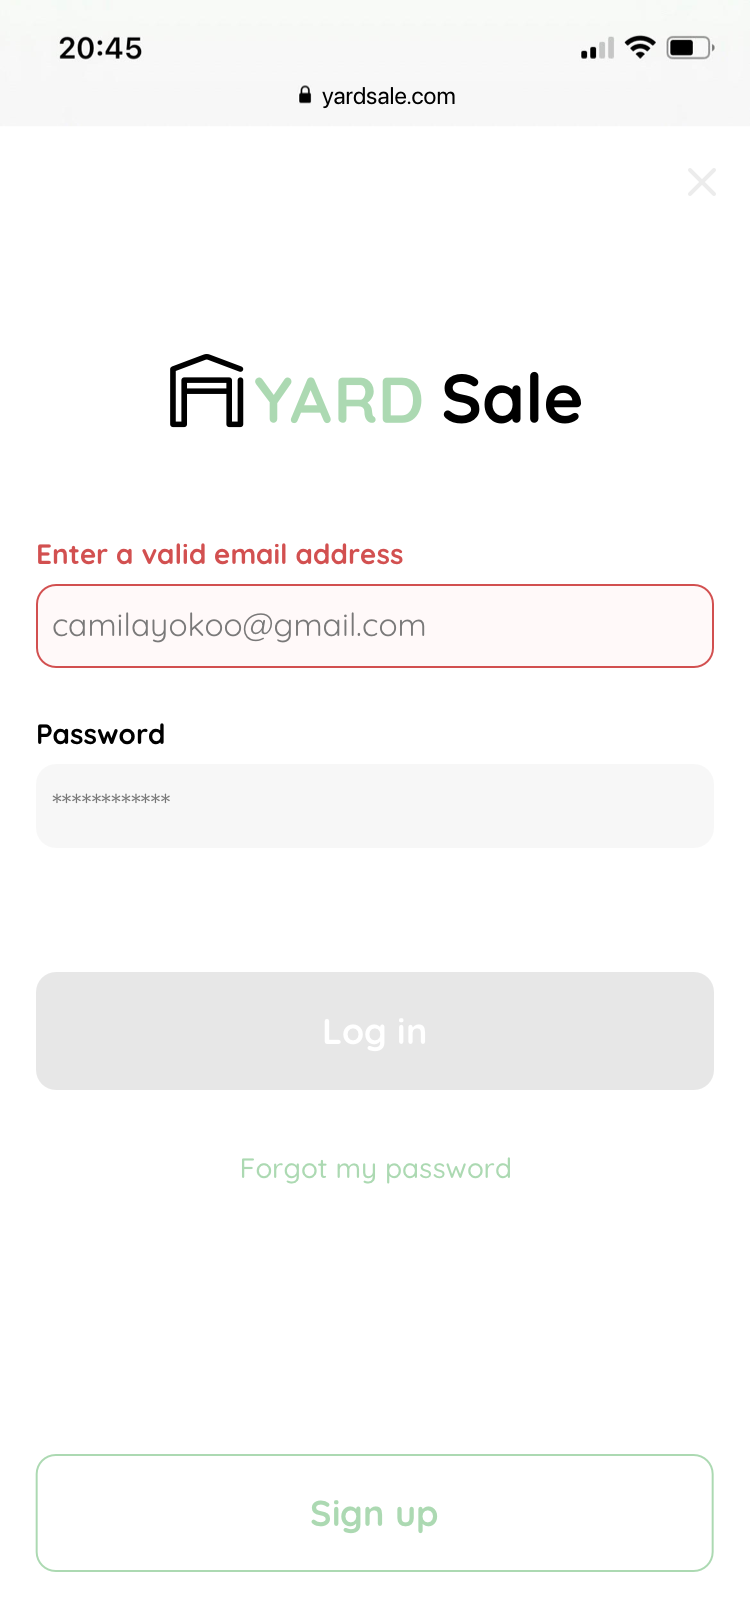 20:45
yardsale.com
YARD Sale
Enter a valid email address
camilayokoo@gmail.com
Password
************
Log in
Forgot my password
Sign up